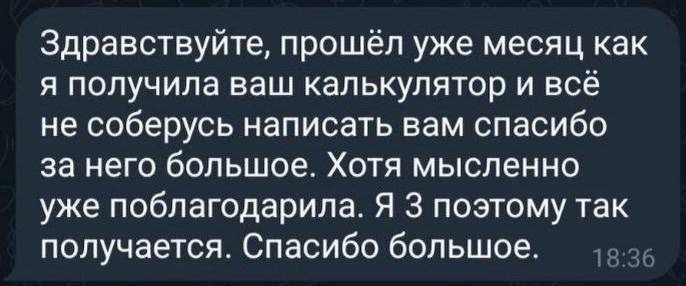 Здравствуйте, прошёл уже месяц как
я получила ваш калькулятор и всё
не соберусь написать вам спасибо
за него большое. Хотя мысленно
уже поблагодарила. Я 3 поэтому так
получается. Спасибо большое.
18:36